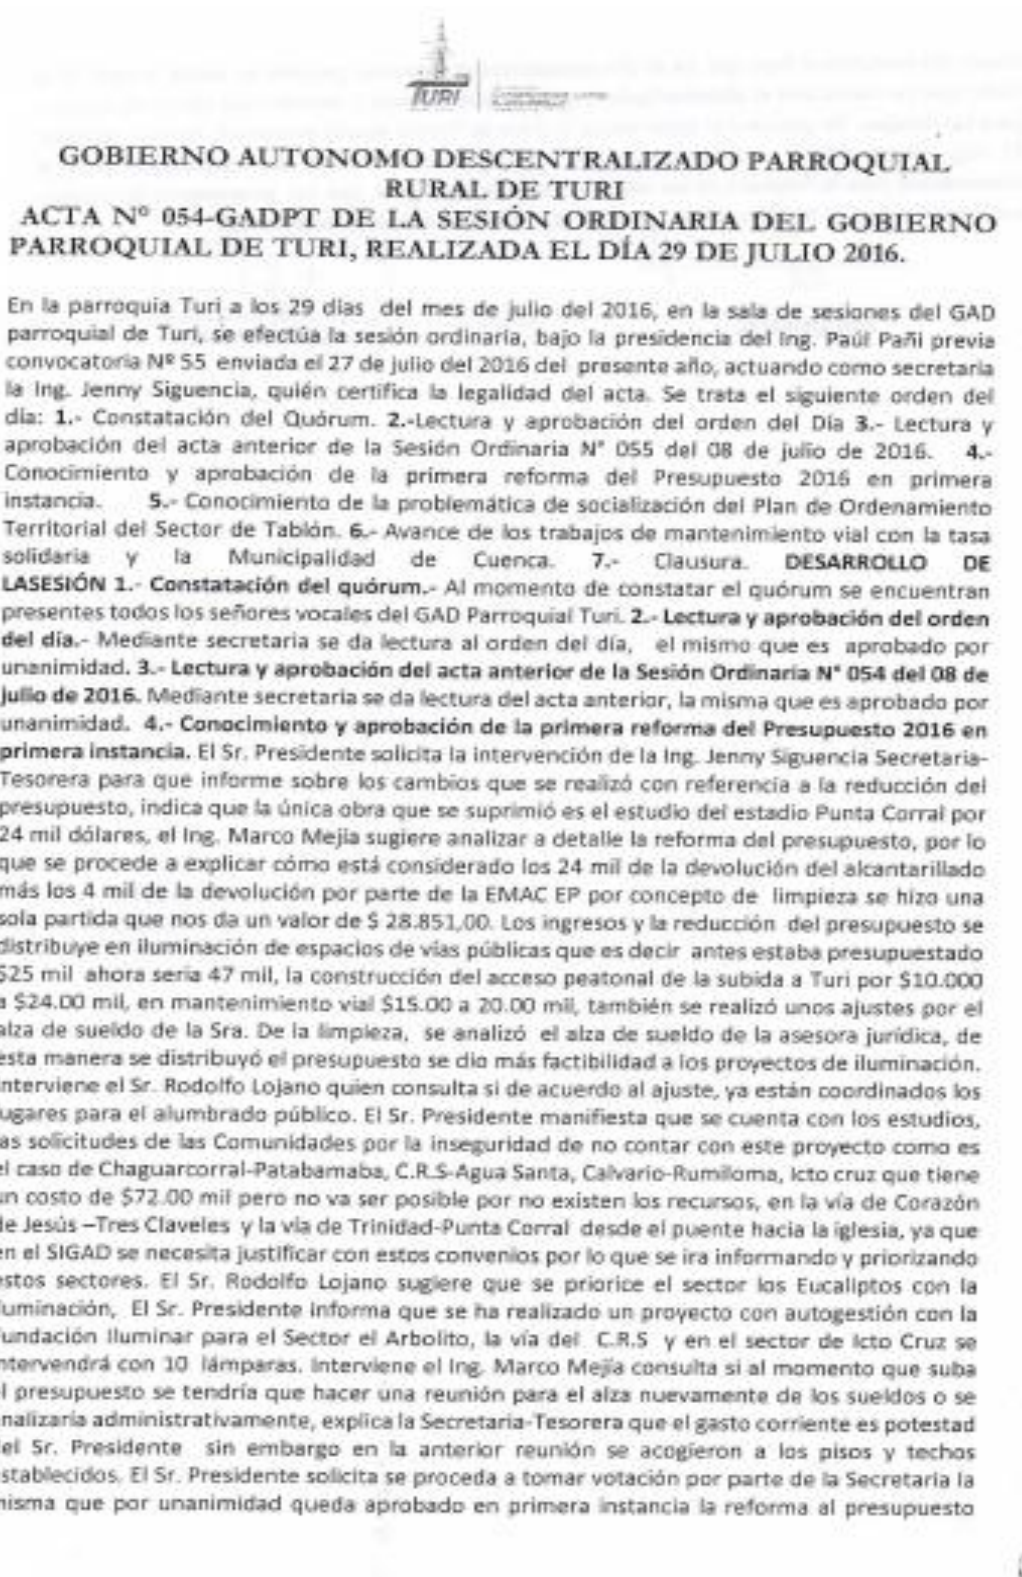 TURI
GOBIERNO AUTONOMO DESCENTRALIZADO PARROQUIAL
RURAL DE TURI
ACTA N° 054-GADPT DE LA SESIÓN ORDINARIA DEL GOBIERNO
PARROQUIAL DE TURI, REALIZADA EL DÍA 29 DE JULIO 2016.
En la parroquia Turi a los 29 días del mes de julio del 2016, en la sala de sesiones del GAD
parroquial de Turi, se efectúa la sesión ordinaria, bajo la presidencia del Ing. Paúl Pañi previa
convocatoria Nº 55 enviada el 27 de julio del 2016 del presente año, actuando como secretaria
la Ing. Jenny Siguencia, quién certifica la legalidad del acta. Se trata el siguiente orden del
día: 1.- Constatación del Quórum. 2.-Lectura y aprobación del orden del Día 3.- Lectura y
aprobación del acta anterior de la Sesión Ordinaria N° 055 del 08 de julio de 2016. 4.-
Conocimiento y aprobación de la primera reforma del Presupuesto 2016 en primera
instancia. 5.- Conocimiento de la problemática de socialización del Plan de Ordenamiento
Territorial del Sector de Tablón. 6.- Avance de los trabajos de mantenimiento vial con la tasa
solidaria y la Municipalidad de Cuenca. 7.- Clausura. DESARROLLO DE
LASESIÓN 1.- Constatación del quórum.- Al momento de constatar el quórum se encuentran
presentes todos los señores vocales del GAD Parroquial Turi. 2.- Lectura y aprobación del orden
del día.- Mediante secretaria se da lectura al orden del día, el mismo que es aprobado por
unanimidad. 3.- Lectura y aprobación del acta anterior de la Sesión Ordinaria N° 054 del 08 de
julio de 2016. Mediante secretaria se da lectura del acta anterior, la misma que es aprobado por
unanimidad. 4.- Conocimiento y aprobación de la primera reforma del Presupuesto 2016 en
primera instancia. El Sr. Presidente solicita la intervención de la Ing. Jenny Siguencia Secretaria-
Tesorera para que informe sobre los cambios que se realizó con referencia a la reducción del
presupuesto, indica que la única obra que se suprimió es el estudio del estadio Punta Corral por
24 mil dólares, el Ing. Marco Mejía sugiere analizar a detalle la reforma del presupuesto, por lo
que se procede a explicar cómo está considerado los 24 mil de la devolución del alcantarillado
más los 4 mil de la devolución por parte de la EMAC EP por concepto de limpieza se hizo una
sola partida que nos da un valor de $ 28.851,00. Los ingresos y la reducción del presupuesto se
distribuye en iluminación de espacios de vías públicas que es decir antes estaba presupuestado
$25 mil ahora seria 47 mil, la construcción del acceso peatonal de la subida a Turi por $10.000
a $24.00 mil, en mantenimiento vial $15.00 a 20.00 mil, también se realizó unos ajustes por el
alza de sueldo de la Sra. De la limpieza, se analizó el alza de sueldo de la asesora jurídica, de
esta manera se distribuyó el presupuesto se dio más factibilidad a los proyectos de iluminación.
Interviene el Sr. Rodolfo Lojano quien consulta si de acuerdo al ajuste, ya están coordinados los
lugares para el alumbrado público. El Sr. Presidente manifiesta que se cuenta con los estudios,
las solicitudes de las Comunidades por la inseguridad de no contar con este proyecto como es
el caso de Chaguarcorral-Patabamaba, C.R.S-Agua Santa, Calvario-Rumiloma, Icto cruz que tiene
un costo de $72.00 mil pero no va ser posible por no existen los recursos, en la vía de Corazón
de Jesús –Tres Claveles y la vía de Trinidad-Punta Corral desde el puente hacia la iglesia, ya que
en el SIGAD se necesita justificar con estos convenios por lo que se ira informando y priorizando
estos sectores. El Sr. Rodolfo Lojano sugiere que se priorice el sector los Eucaliptos con la
iluminación, El Sr. Presidente informa que se ha realizado un proyecto con autogestión con la
Fundación Iluminar para el Sector el Arbolito, la vía del C.R.S y en el sector de Icto Cruz se
intervendrá con 10 lámparas. Interviene el Ing. Marco Mejía consulta si al momento que suba
el presupuesto se tendría que hacer una reunión para el alza nuevamente de los sueldos o se
analizaría administrativamente, explica la Secretaria-Tesorera que el gasto corriente es potestad
del Sr. Presidente sin embargo en la anterior reunión se acogieron a los pisos y techos
establecidos. El Sr. Presidente solicita se proceda a tomar votación por parte de la Secretaria la
misma que por unanimidad queda aprobado en primera instancia la reforma al presupuesto